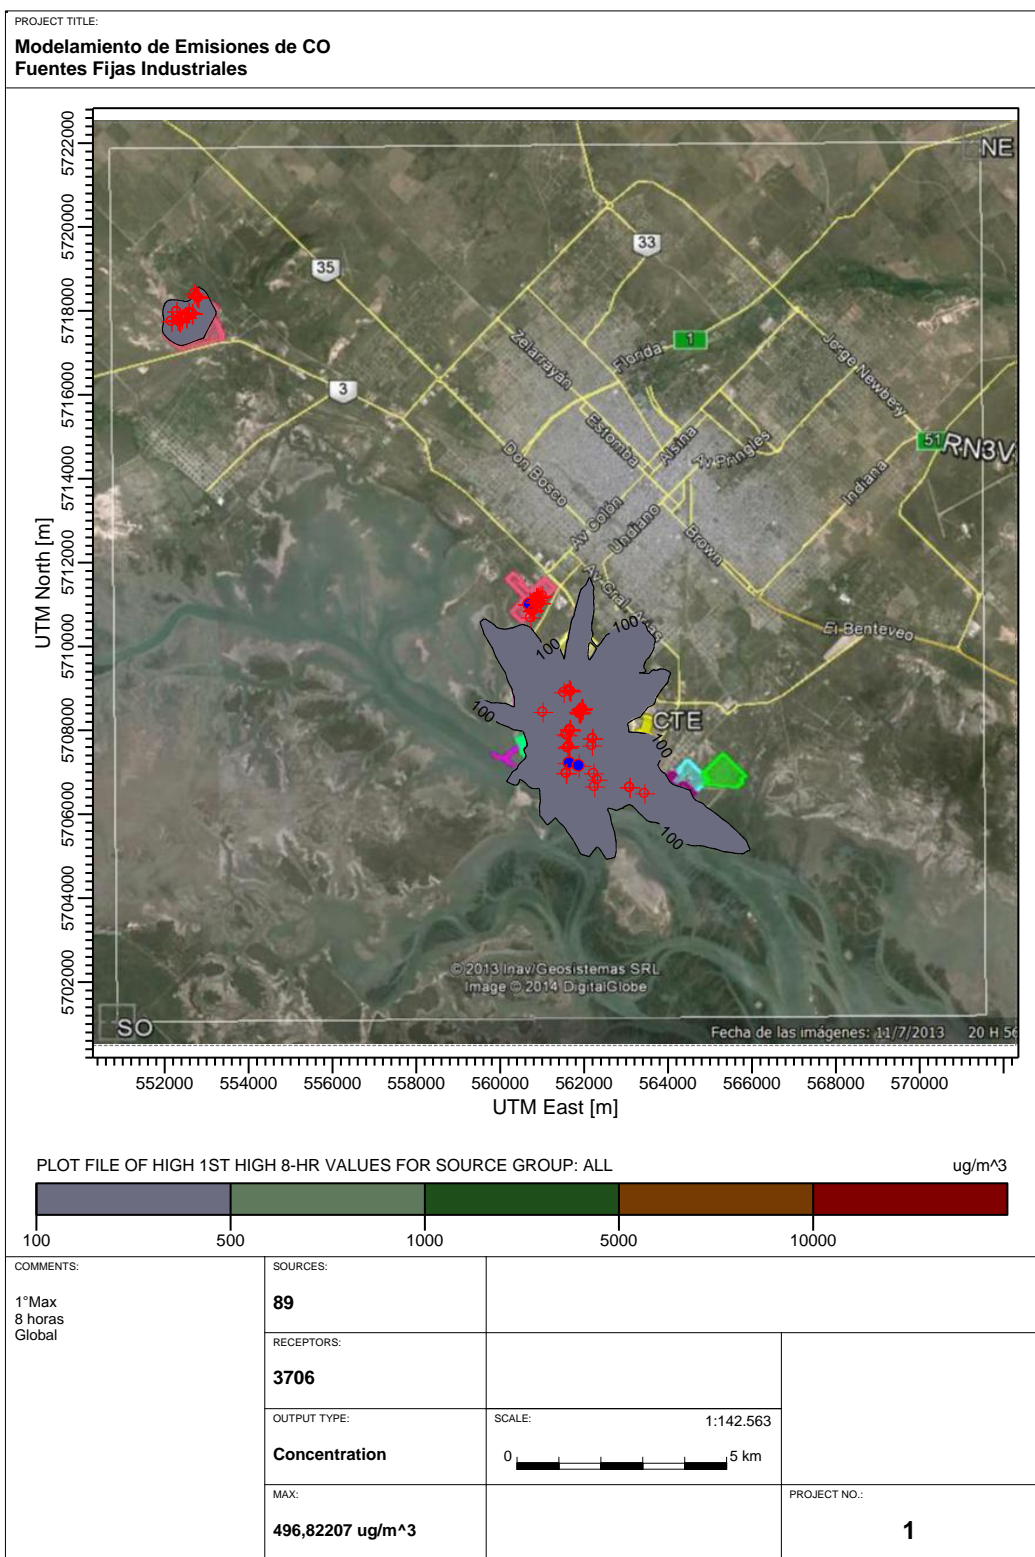 PROJECT TITLE:
Modelamiento de Emisiones de CO
Fuentes Fijas Industriales
UTM North [m]
5722000
5720000
5718000
5716000
5714000
5712000
5710000
5708000
5706000
5704000
5702000
NE
33
35
1
Florida
Zelarrayán
Jorge Newbery
3
Estomba
Alsina
Av Pringles
51
RN3V
Don Bosco
Indiana
Av Colón
Undiano
Brown
Av Gral. Arias
El Benteveo
100
100
100
CTE
100
100
©2013 Inav/Geosistemas SRL
Image © 2014 DigitalGlobe
SO
Fecha de las imágenes: 11/7/2013 20 H 56
552000 554000 556000 558000 560000 562000 564000 566000 568000 570000
UTM East [m]
PLOT FILE OF HIGH 1ST HIGH 8-HR VALUES FOR SOURCE GROUP: ALL ug/m^3
100 500 1000 5000 10000
COMMENTS:
1°Max
8 horas
Global
SOURCES:
89
RECEPTORS:
3706
OUTPUT TYPE:
Concentration
SCALE: 1:142.563
0 5 km
MAX:
496,82207 ug/m^3
PROJECT NO.:
1